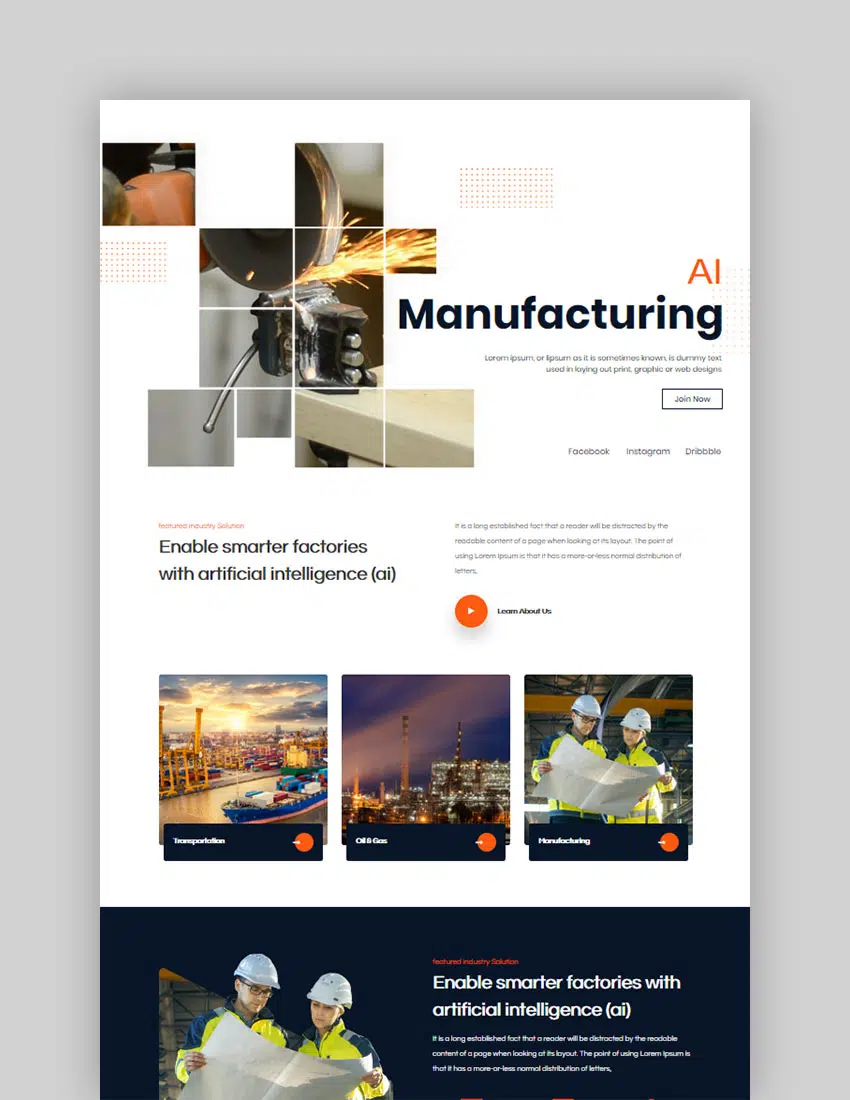 AI
Manufacturing
Lorem ipsum, or lipsum as it is sometimes known, is dummy text
used in laying out print, graphic or web designs
Join Now
Facebook Instagram Dribbble
featured industry Solution
Enable smarter factories
with artificial intelligence (ai)
It is a long established fact that a reader will be distracted by the
readable content of a page when looking at its layout. The point of
using Lorem Ipsum is that it has a more-or-less normal distribution of
letters,
Learn About Us
Transportation
Oil & Gas
Manufacturing
featured industry Solution
Enable smarter factories with
artificial intelligence (ai)
It is a long established fact that a reader will be distracted by the readable
content of a page when looking at its layout. The point of using Lorem Ipsum is
that it has a more-or-less normal distribution of letters,